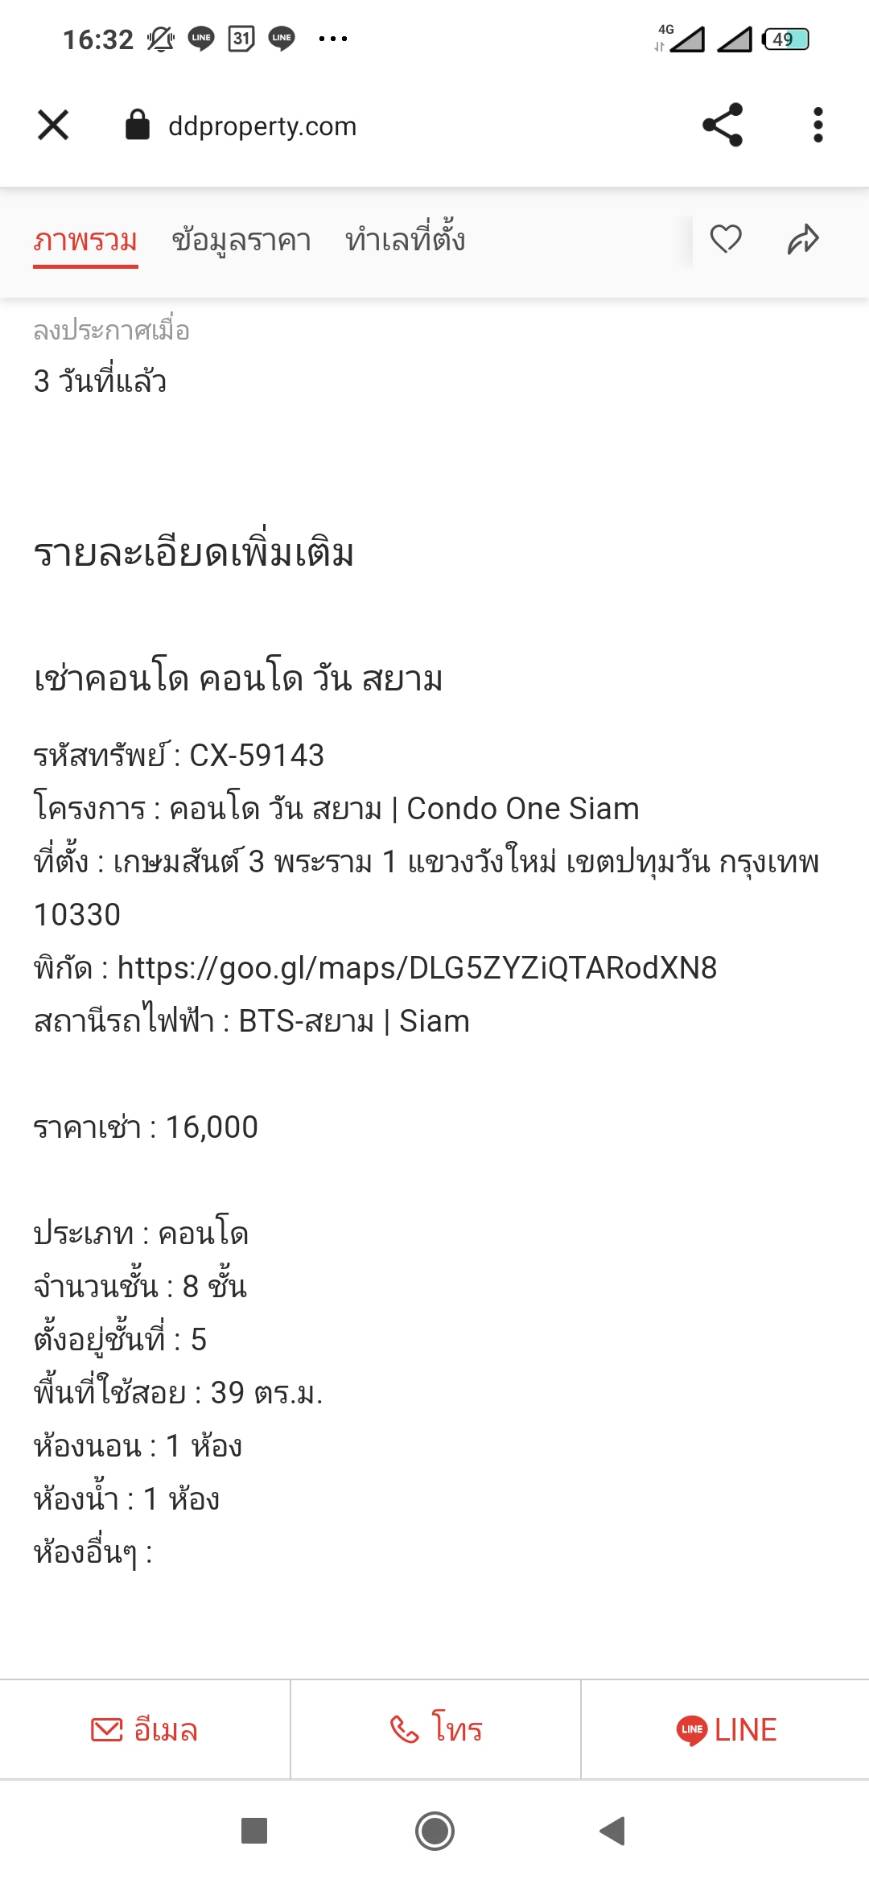 16:32 LINE 31 LINE ... 4G 49
ddproperty.com
ภาพรวม ข้อมูลราคา ทำเลที่ตั้ง
ลงประกาศเมื่อ
3 วันที่แล้ว
รายละเอียดเพิ่มเติม
เช่าคอนโด คอนโด วัน สยาม
รหัสทรัพย์ : CX-59143
โครงการ : คอนโด วัน สยาม | Condo One Siam
ที่ตั้ง : เกษมสันต์ 3 พระราม 1 แขวงวังใหม่ เขตปทุมวัน กรุงเทพ
10330
พิกัด : https://goo.gl/maps/DLG5ZYZiQTARodXN8
สถานีรถไฟฟ้า : BTS-สยาม | Siam
ราคาเช่า : 16,000
ประเภท : คอนโด
จำนวนชั้น : 8 ชั้น
ตั้งอยู่ชั้นที่ : 5
พื้นที่ใช้สอย : 39 ตร.ม.
ห้องนอน : 1 ห้อง
ห้องน้ำ : 1 ห้อง
ห้องอื่นๆ :
อีเมล โทร LINE LINE